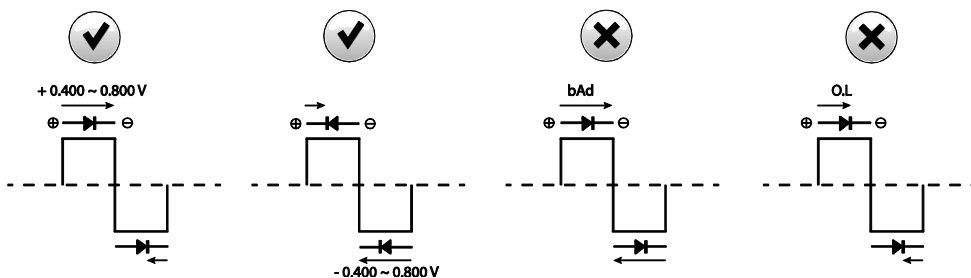 + 0.400 ~ 0.800 V
bAd
O.L
⊕ ⊖
⊕ ⊖
⊕ ⊖
⊕ ⊖
- 0.400 ~ 0.800 V